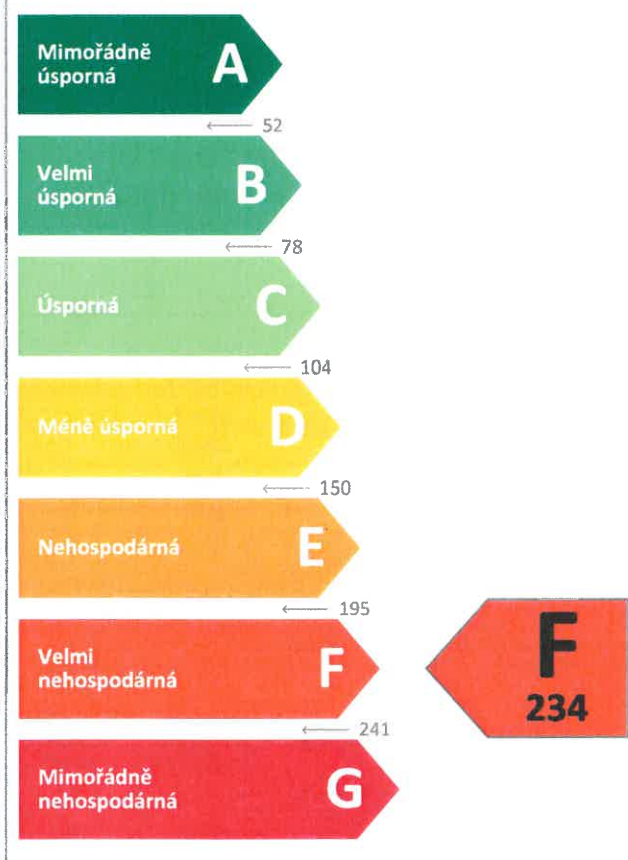 Mimořádně
úsporná
A
← 52
Velmi
úsporná
B
← 78
Úsporná
C
← 104
Méně úsporná
D
← 150
Nehospodárná
E
← 195
Velmi
nehospodárná
F
F
234
← 241
Mimořádně
nehospodárná
G